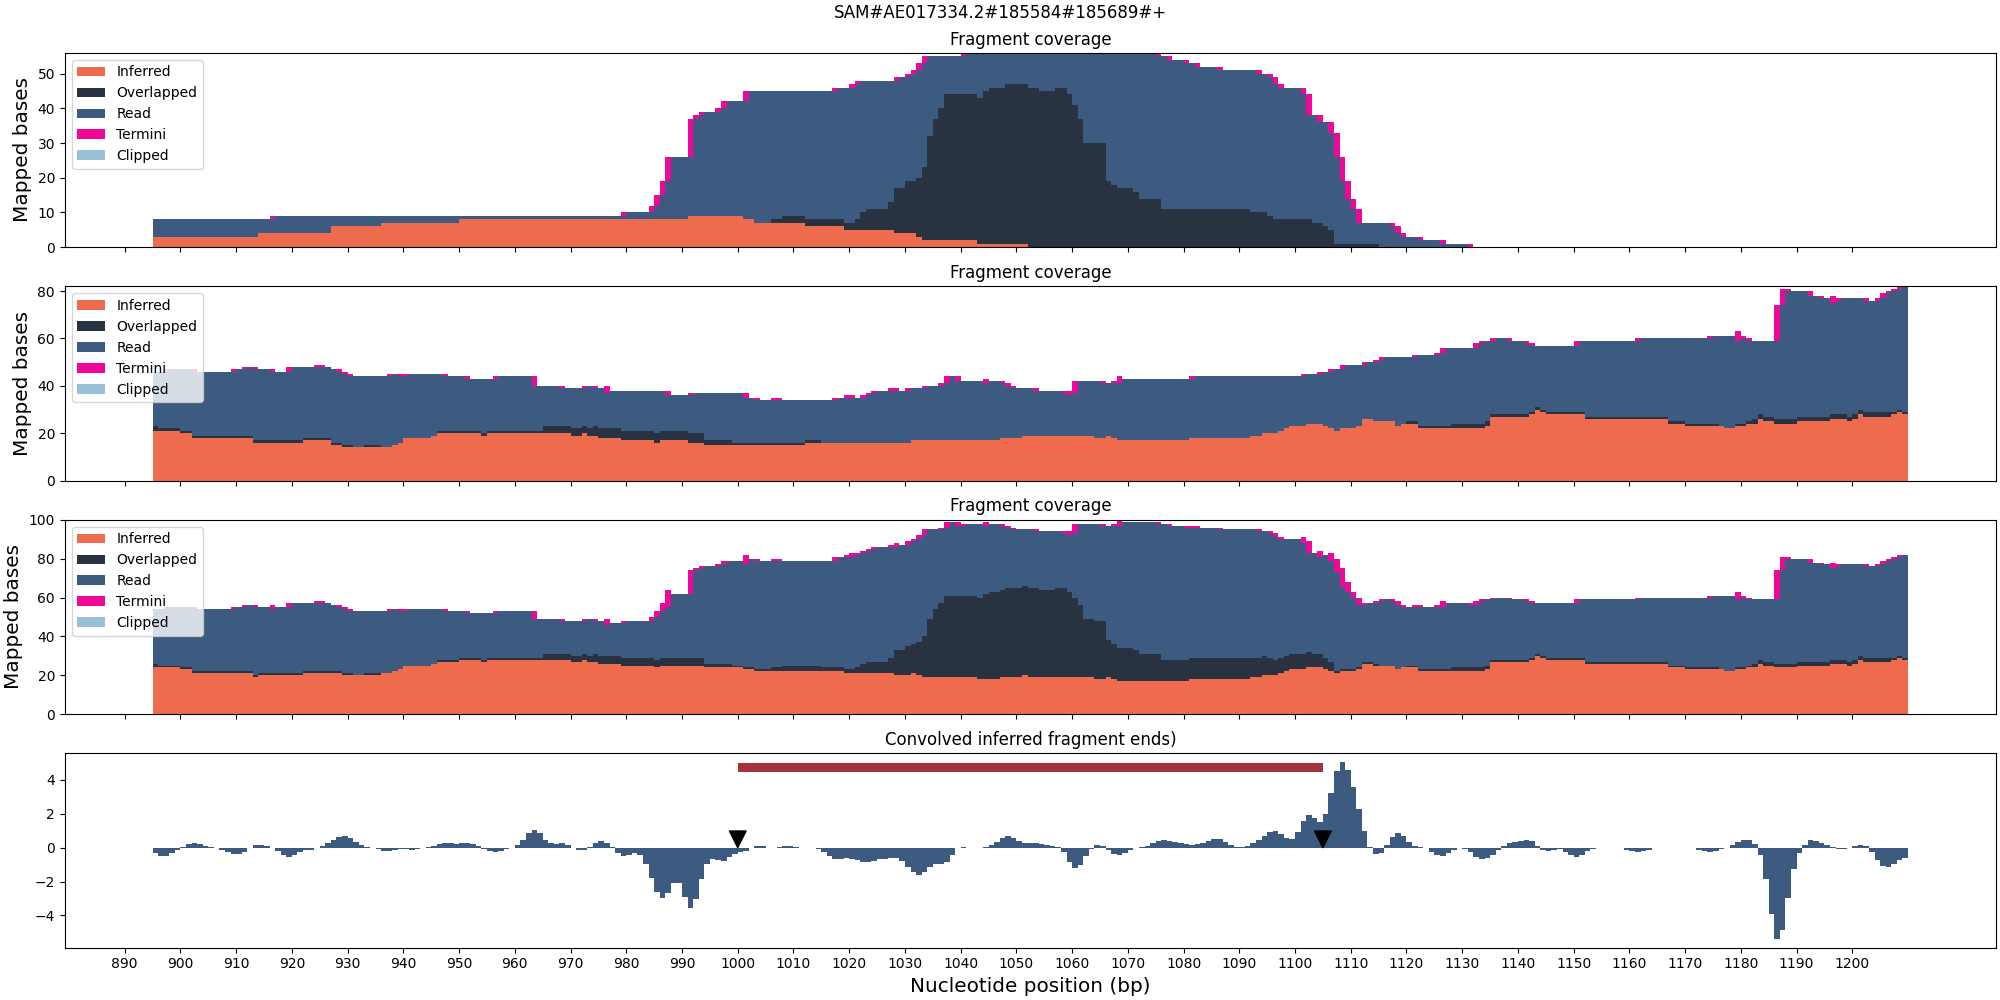 SAM#AE017334.2#185584#185689#+
Fragment coverage
Mapped bases
50
40
30
20
10
0
Inferred
Overlapped
Read
Termini
Clipped
Fragment coverage
Mapped bases
80
60
40
20
0
Inferred
Overlapped
Read
Termini
Clipped
Fragment coverage
Mapped bases
100
80
60
40
20
0
Inferred
Overlapped
Read
Termini
Clipped
Convolved inferred fragment ends)
4
2
0
−2
−4
890 900 910 920 930 940 950 960 970 980 990 1000 1010 1020 1030 1040 1050 1060 1070 1080 1090 1100 1110 1120 1130 1140 1150 1160 1170 1180 1190 1200
Nucleotide position (bp)